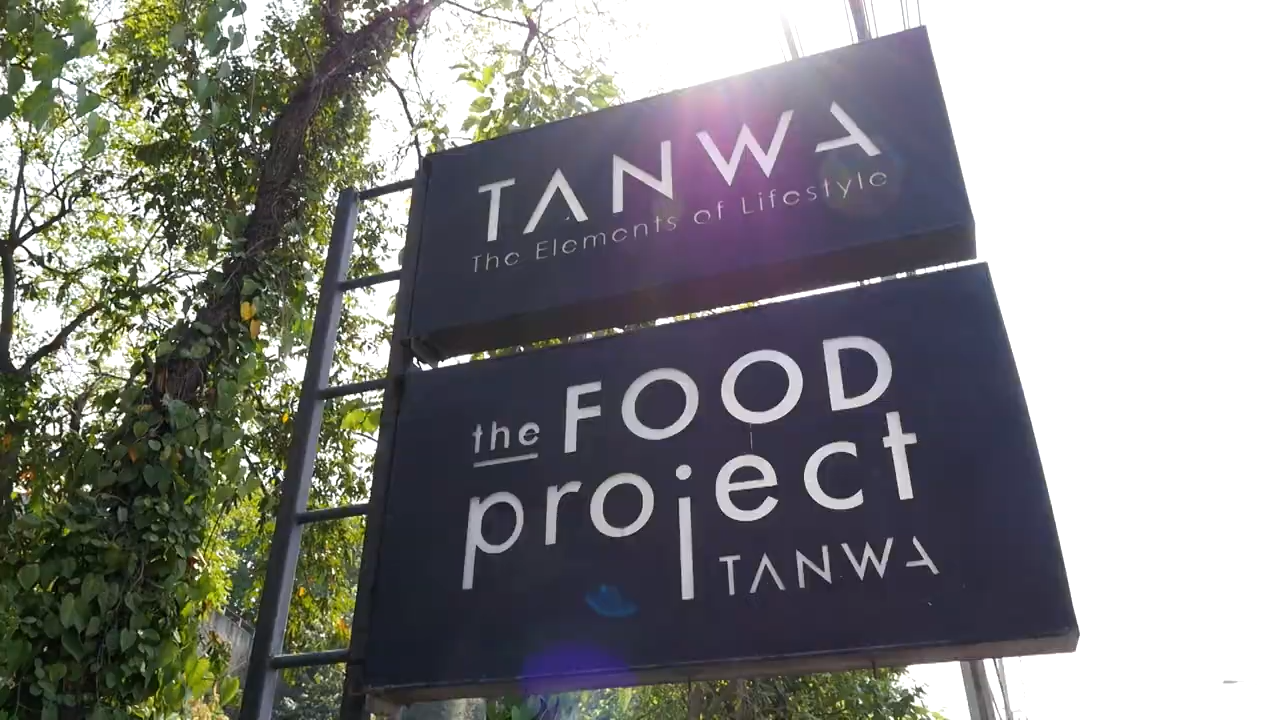 TANWA
The Elements of Lifestyle
the FOOD
project
TANWA